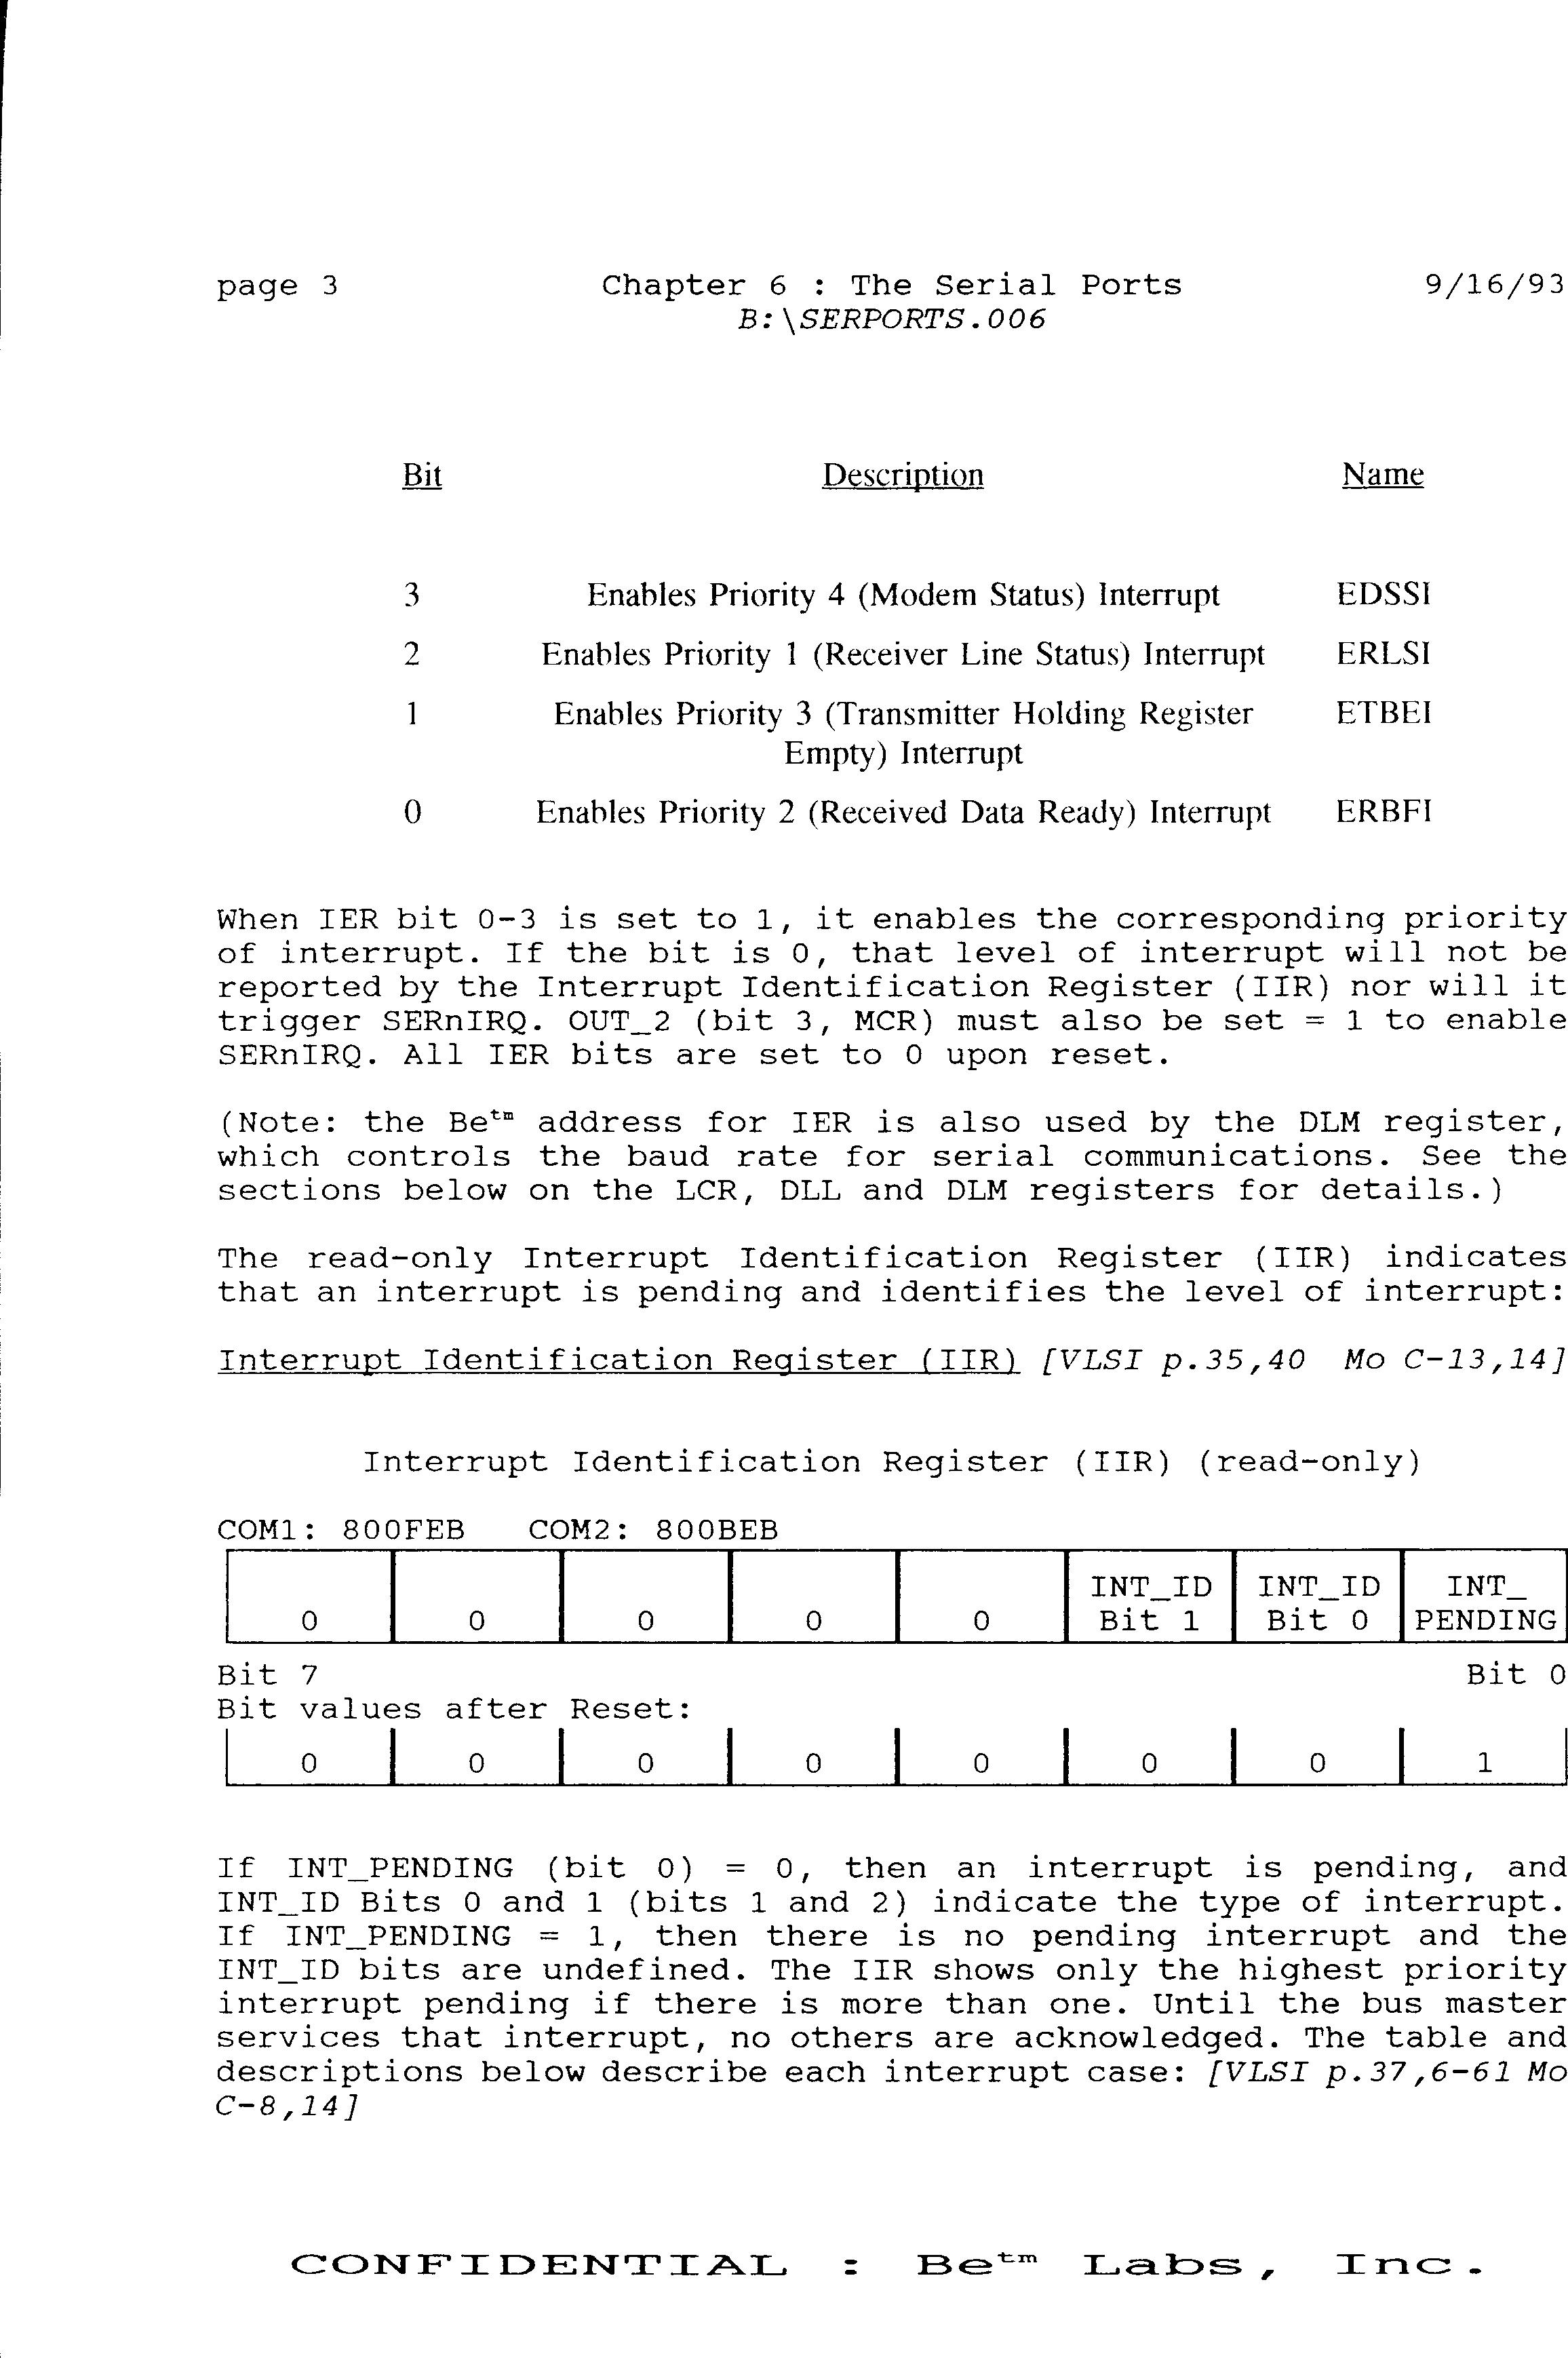 page 3 Chapter 6 : The Serial Ports 9/16/93
B:\SERPORTS.006
Bit Description Name
3 Enables Priority 4 (Modem Status) Interrupt EDSSI
2 Enables Priority 1 (Receiver Line Status) Interrupt ERLSI
1 Enables Priority 3 (Transmitter Holding Register ETBEI
Empty) Interrupt
0 Enables Priority 2 (Received Data Ready) Interrupt ERBFI
When IER bit 0-3 is set to 1, it enables the corresponding priority
of interrupt. If the bit is 0, that level of interrupt will not be
reported by the Interrupt Identification Register (IIR) nor will it
trigger SERnIRQ. OUT_2 (bit 3, MCR) must also be set = 1 to enable
SERnIRQ. All IER bits are set to 0 upon reset.
(Note: the Be™ address for IER is also used by the DLM register,
which controls the baud rate for serial communications. See the
sections below on the LCR, DLL and DLM registers for details.)
The read-only Interrupt Identification Register (IIR) indicates
that an interrupt is pending and identifies the level of interrupt:
Interrupt Identification Register (IIR) [VLSI p.35,40 Mo C-13,14]
Interrupt Identification Register (IIR) (read-only)
COM1: 800FEB COM2: 800BEB
INT_ID INT_ID INT_
0 0 0 0 0 Bit 1 Bit 0 PENDING
Bit 7 Bit 0
Bit values after Reset:
0 0 0 0 0 0 0 1
If INT_PENDING (bit 0) = 0, then an interrupt is pending, and
INT_ID Bits 0 and 1 (bits 1 and 2) indicate the type of interrupt.
If INT_PENDING = 1, then there is no pending interrupt and the
INT_ID bits are undefined. The IIR shows only the highest priority
interrupt pending if there is more than one. Until the bus master
services that interrupt, no others are acknowledged. The table and
descriptions below describe each interrupt case: [VLSI p.37,6-61 Mo
C-8,14]
CONFIDENTIAL : Be™ Labs, Inc.